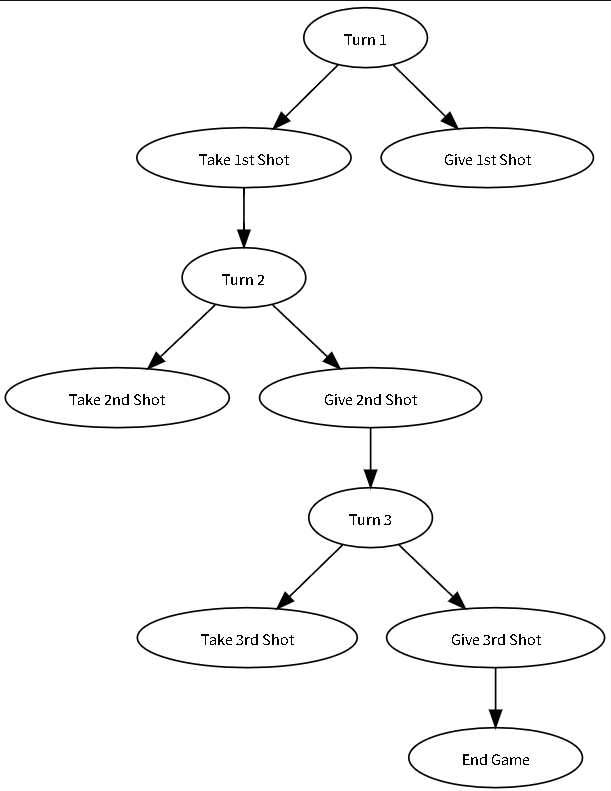 Turn 1
Take 1st Shot
Give 1st Shot
Turn 2
Take 2nd Shot
Give 2nd Shot
Turn 3
Take 3rd Shot
Give 3rd Shot
End Game